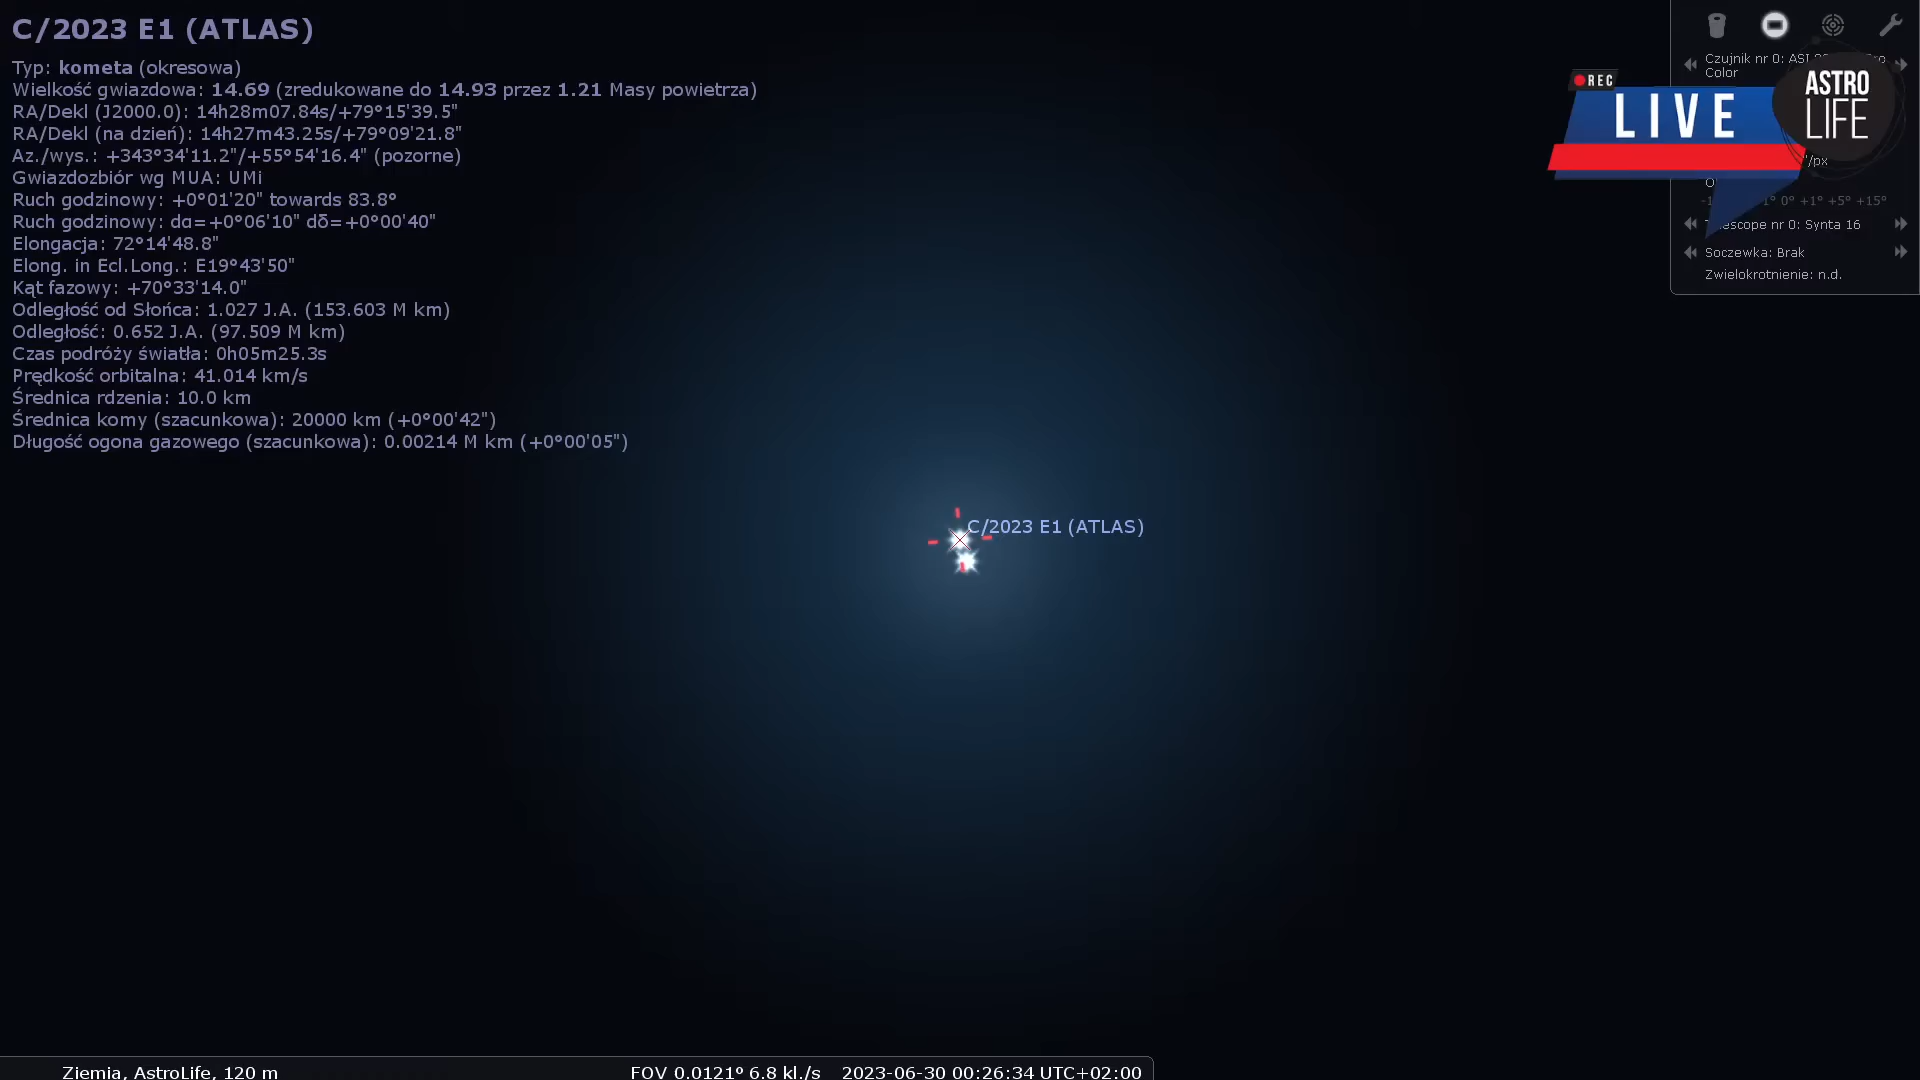 C/2023 E1 (ATLAS)
Typ: kometa (okresowa)
Wielkość gwiazdowa: 14.69 (zredukowane do 14.93 przez 1.21 Masy powietrza)
RA/Dekl (J2000.0): 14h28m07.84s/+79°15'39.5"
RA/Dekl (na dzień): 14h27m43.25s/+79°09'21.8"
Az./wys.: +343°34'11.2"/+55°54'16.4" (pozorne)
Gwiazdozbiór wg MUA: UMi
Ruch godzinowy: +0°01'20" towards 83.8°
Ruch godzinowy: dα=+0°06'10" dδ=+0°00'40"
Elongacja: 72°14'48.8"
Elong. in Ecl.Long.: E19°43'50"
Kąt fazowy: +70°33'14.0"
Odległość od Słońca: 1.027 J.A. (153.603 M km)
Odległość: 0.652 J.A. (97.509 M km)
Czas podróży światła: 0h05m25.3s
Prędkość orbitalna: 41.014 km/s
Średnica rdzenia: 10.0 km
Średnica komy (szacunkowa): 20000 km (+0°00'42")
Długość ogona gazowego (szacunkowa): 0.00214 M km (+0°00'05")
Czujnik nr 0: ASI
Color
REC
LIVE
ASTRO
LIFE
"/px
1° 0° +1° +5° +15°
nr 0: Synta 16
Soczewka: Brak
Zwielokrotnienie: n.d.
C/2023 E1 (ATLAS)
Ziemia, AstroLife, 120 m
FOV 0.0121° 6.8 kl./s 2023-06-30 00:26:34 UTC+02:00